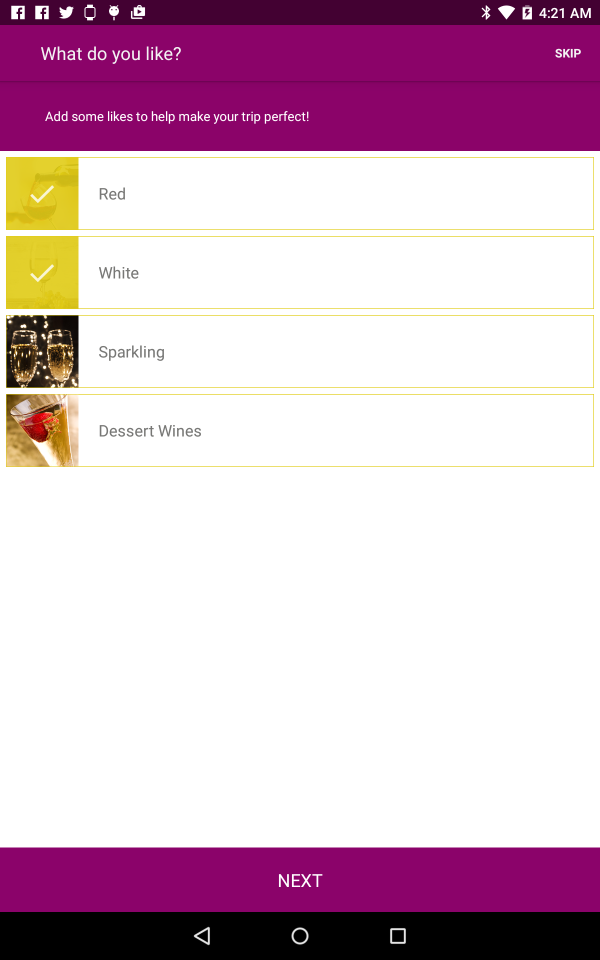 4:21 AM
What do you like?
SKIP
Add some likes to help make your trip perfect!
Red
White
Sparkling
Dessert Wines
NEXT